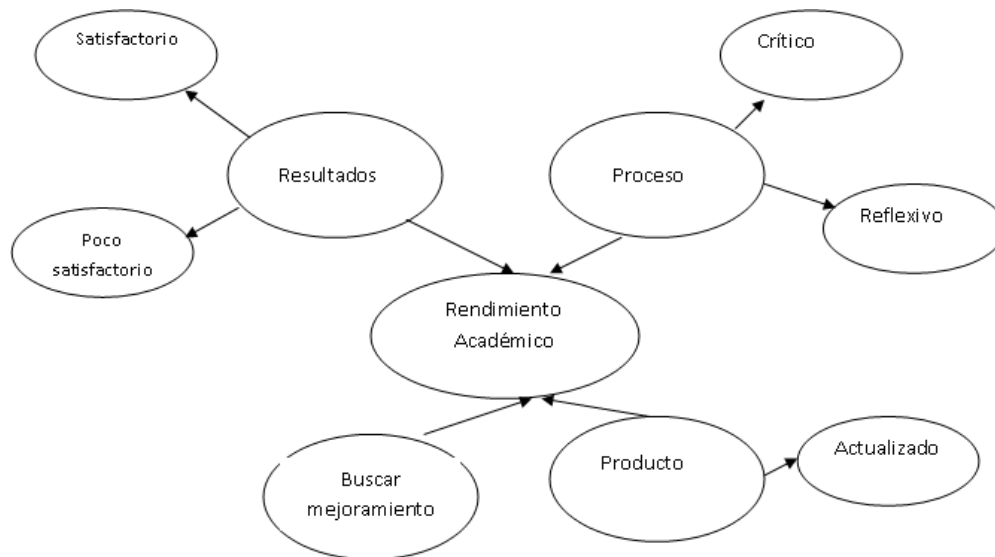 Satisfactorio
Crítico
Resultados
Proceso
Reflexivo
Poco
satisfactorio
Rendimiento
Académico
Producto
Actualizado
Buscar
mejoramiento